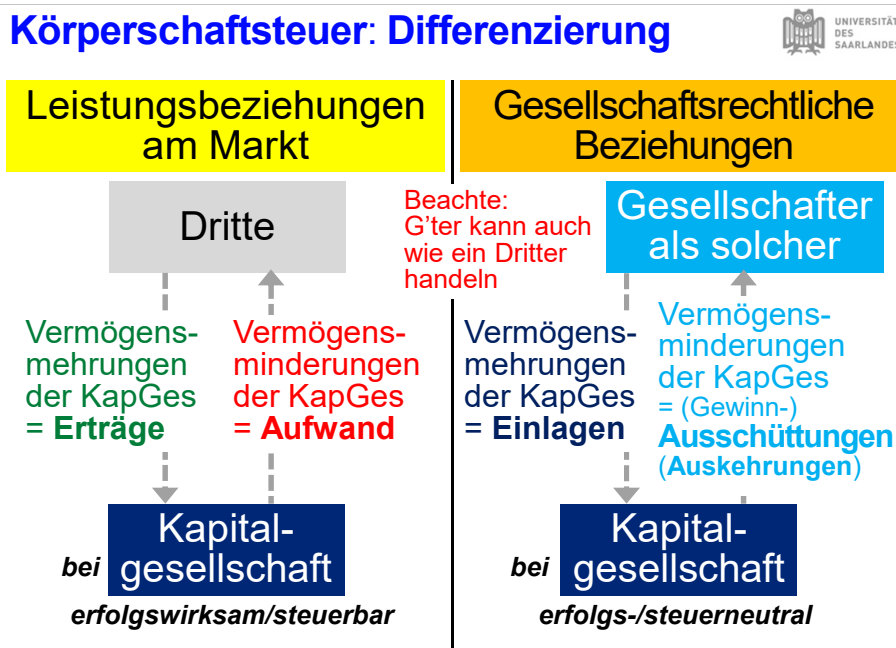 Körperschaftsteuer: Differenzierung
UNIVERSITÄT
DES
SAARLANDES
Leistungsbeziehungen
am Markt
Gesellschaftsrechtliche
Beziehungen
Dritte
Beachte:
G'ter kann auch
wie ein Dritter
handeln
Gesellschafter
als solcher
Vermögens-
mehrungen
der KapGes
= Erträge
Vermögens-
minderungen
der KapGes
= Aufwand
Vermögens-
mehrungen
der KapGes
= Einlagen
Vermögens-
minderungen
der KapGes
= (Gewinn-)
Ausschüttungen
(Auskehrungen)
bei
Kapital-
gesellschaft
erfolgswirksam/steuerbar
bei
Kapital-
gesellschaft
erfolgs-/steuerneutral